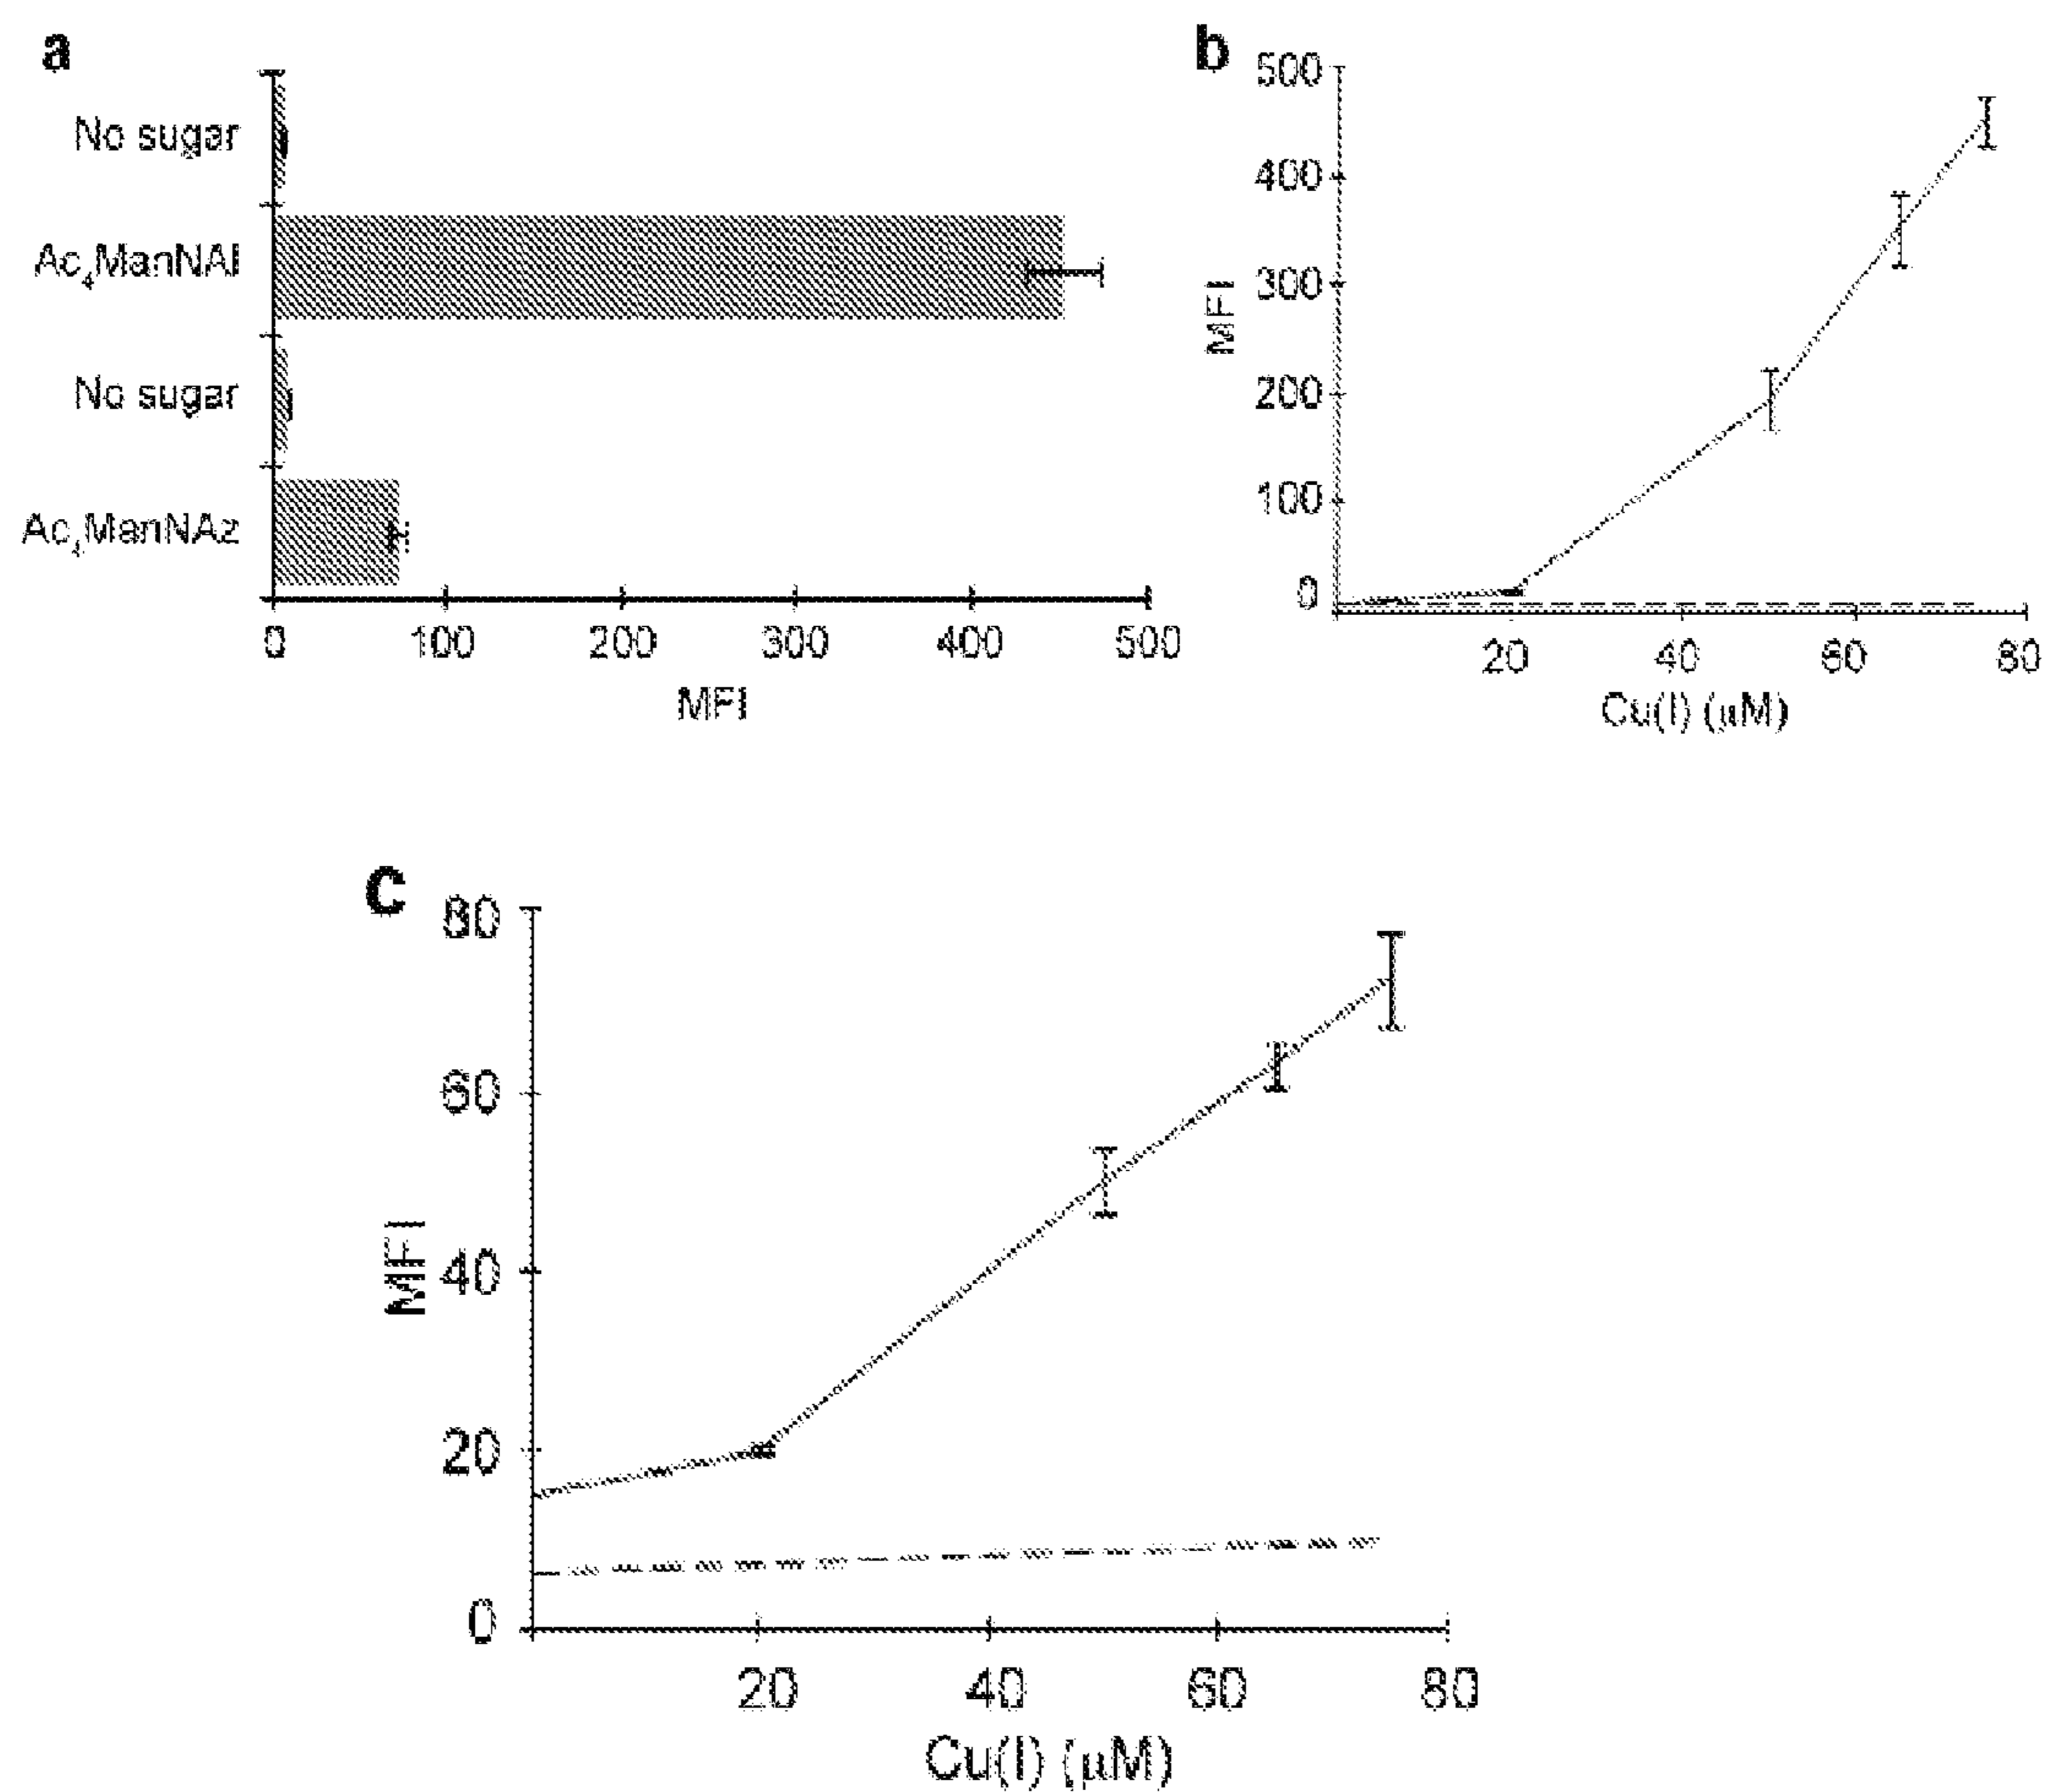 a
No sugar
Ac₄ManNAl
No sugar
Ac₄ManNAz
0 100 200 300 400 500
MFI
b
500
400
300
200
100
0
MFI
20 40 60 80
Cu(I) (μM)
c
80
60
40
20
0
MFI
20 40 60 80
Cu(I) (μM)